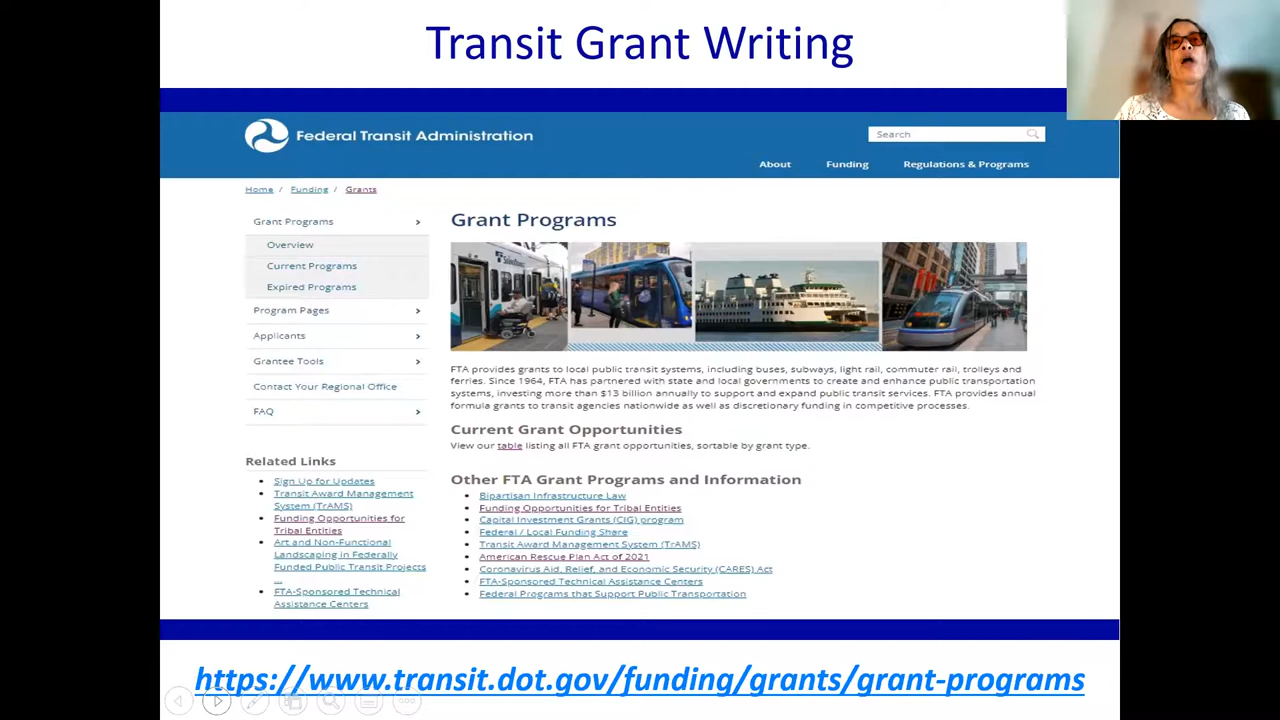 Transit Grant Writing
Federal Transit Administration
Search
About Funding Regulations & Programs
Home / Funding / Grants
Grant Programs
Overview
Current Programs
Expired Programs
Program Pages
Applicants
Grantee Tools
Contact Your Regional Office
FAQ
Related Links
Sign Up for Updates
Transit Award Management
System (TrAMS)
Funding Opportunities for
Tribal Entities
Art and Non-Functional
Landscaping in Federally
Funded Public Transit Projects
...
FTA-Sponsored Technical
Assistance Centers
Grant Programs
FTA provides grants to local public transit systems, including buses, subways, light rail, commuter rail, trolleys and
ferries. Since 1964, FTA has partnered with state and local governments to create and enhance public transportation
systems, investing more than $13 billion annually to support and expand public transit services. FTA provides annual
formula grants to transit agencies nationwide as well as discretionary funding in competitive processes.
Current Grant Opportunities
View our table listing all FTA grant opportunities, sortable by grant type.
Other FTA Grant Programs and Information
Bipartisan Infrastructure Law
Funding Opportunities for Tribal Entities
Capital Investment Grants (CIG) program
Federal / Local Funding Share
Transit Award Management System (TrAMS)
American Rescue Plan Act of 2021
Coronavirus Aid, Relief, and Economic Security (CARES) Act
FTA-Sponsored Technical Assistance Centers
Federal Programs that Support Public Transportation
https://www.transit.dot.gov/funding/grants/grant-programs